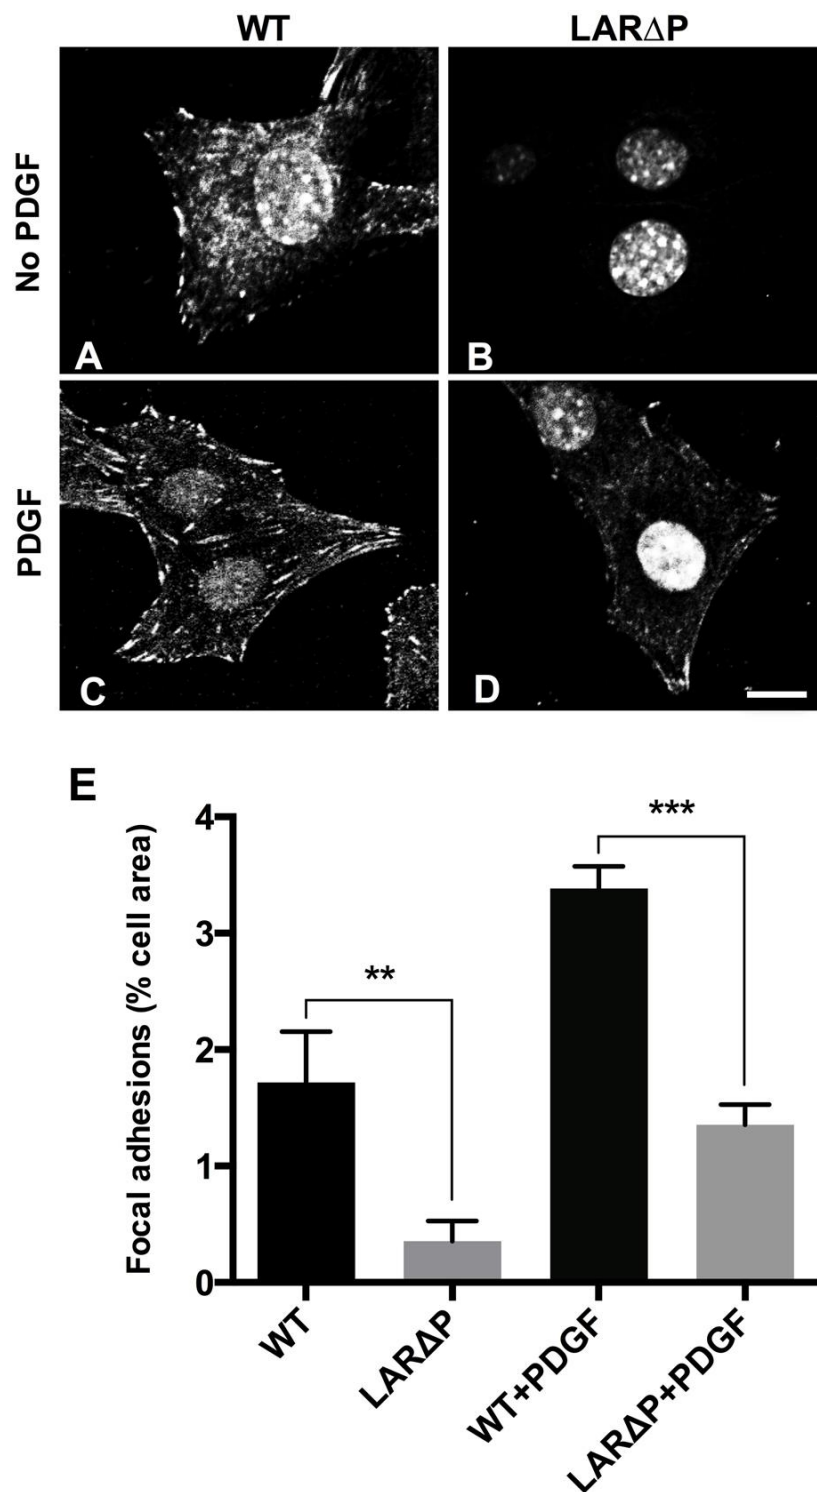 WT
LARΔP
No PDGF
A
B
PDGF
C
D
E
Focal adhesions (% cell area)
4
3
2
1
0
**
***
WT
LARΔP
WT+PDGF
LARΔP+PDGF